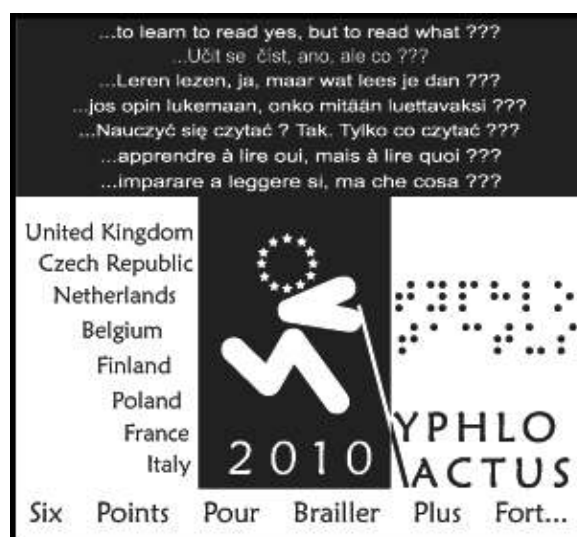 ...to learn to read yes, but to read what ???
...Učit se číst, ano, ale co ???
...Leren lezen, ja, maar wat lees je dan ???
...jos opin lukemaan, onko mitään luettavaksi ???
...Nauczyć się czytać ? Tak. Tylko co czytać ???
...apprendre à lire oui, mais à lire quoi ???
...imparare a leggere si, ma che cosa ???
United Kingdom
Czech Republic
Netherlands
Belgium
Finland
Poland
France
Italy
2010
YPHLO
ACTUS
Six Points Pour Brailler Plus Fort...